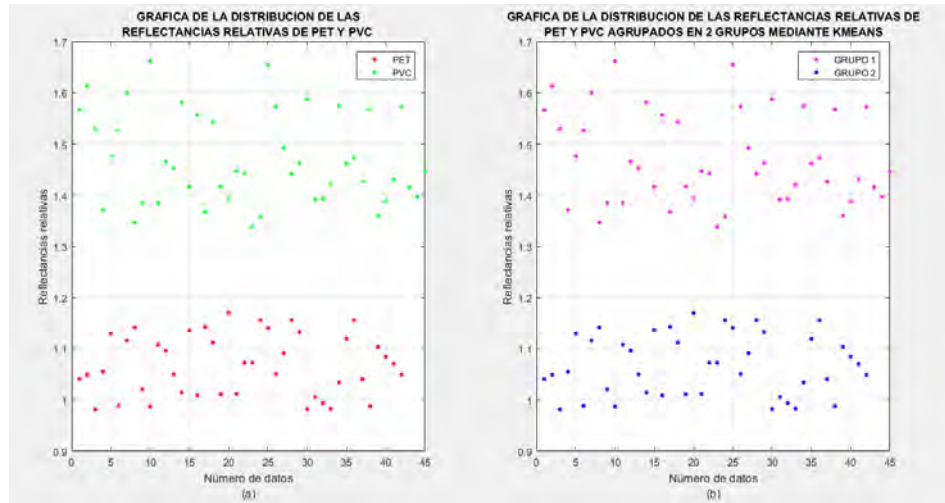 GRAFICA DE LA DISTRIBUCION DE LAS
REFLECTANCIAS RELATIVAS DE PET Y PVC
1.7
1.6
1.5
1.4
1.3
1.2
1.1
1
0.9
Reflectancias relativas
PET
PVC
0 5 10 15 20 25 30 35 40 45
Número de datos
(a)
GRAFICA DE LA DISTRIBUCION DE LAS REFLECTANCIAS RELATIVAS DE
PET Y PVC AGRUPADOS EN 2 GRUPOS MEDIANTE KMEANS
1.7
1.6
1.5
1.4
1.3
1.2
1.1
1
0.9
Reflectancias relativas
GRUPO 1
GRUPO 2
0 5 10 15 20 25 30 35 40 45
Número de datos
(b)